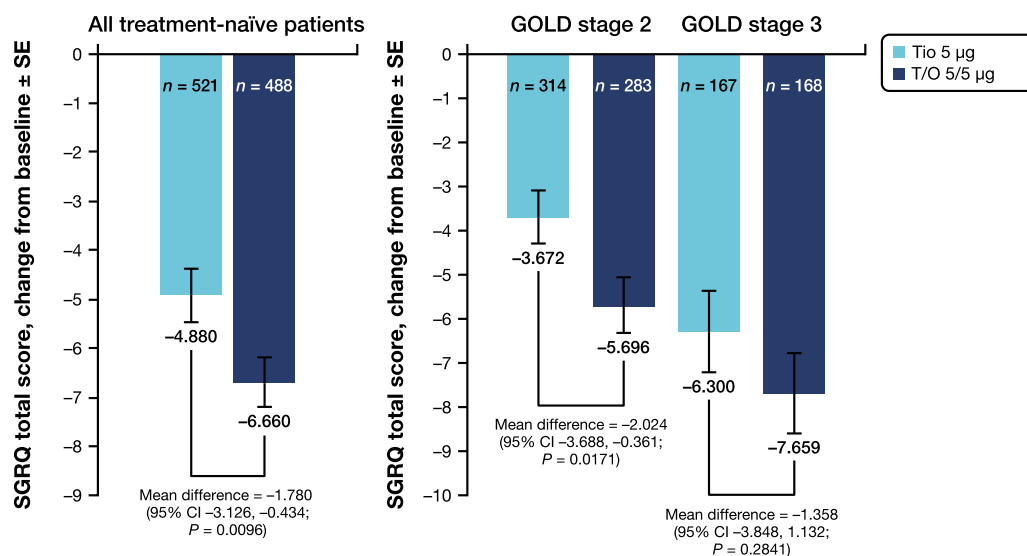 All treatment-naïve patients
SGRQ total score, change from baseline ± SE
0
–1
–2
–3
–4
–5
–6
–7
–8
–9
n = 521
n = 488
–4.880
–6.660
Mean difference = –1.780
(95% CI –3.126, –0.434;
P = 0.0096)
GOLD stage 2
GOLD stage 3
SGRQ total score, change from baseline ± SE
0
–1
–2
–3
–4
–5
–6
–7
–8
–9
–10
n = 314
n = 283
n = 167
n = 168
–3.672
–5.696
–6.300
–7.659
Mean difference = –2.024
(95% CI –3.688, –0.361;
P = 0.0171)
Mean difference = –1.358
(95% CI –3.848, 1.132;
P = 0.2841)
Tio 5 µg
T/O 5/5 µg